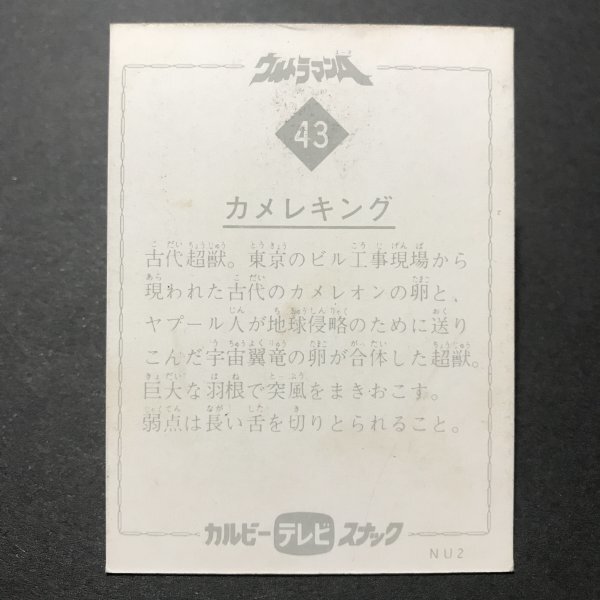 ウルトラマンA
43
カメレキング
古代超獣。東京のビル工事現場から
現われた古代のカメレオンの卵と、
ヤプール人が地球侵略のために送り
こんだ宇宙翼竜の卵が合体した超獣。
巨大な羽根で突風をまきおこす。
弱点は長い舌を切りとられること。
カルビー テレビ スナック
NU2